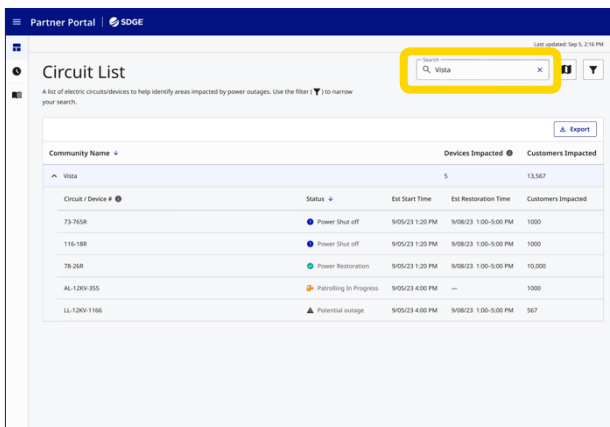 Partner Portal | SDGE
Last updated: Sep 5, 2:16 PM
Circuit List
Search
Vista
A list of electric circuits/devices to help identify areas impacted by power outages. Use the filter ( ) to narrow
your search.
Export
Community Name Devices Impacted Customers Impacted
Vista 5 13,567
Circuit / Device # Status Est Start Time Est Restoration Time Customers Impacted
73-765R Power Shut off 9/05/23 1:20 PM 9/08/23 1:00–5:00 PM 1000
116-18R Power Shut off 9/05/23 1:20 PM 9/08/23 1:00–5:00 PM 1000
78-26R Power Restoration 9/05/23 1:20 PM 9/08/23 1:00–5:00 PM 10,000
AL-12KV-355 Patrolling In Progress 9/05/23 4:00 PM — 1000
LL-12KV-1166 Potential outage 9/05/23 4:00 PM 9/08/23 1:00–5:00 PM 567